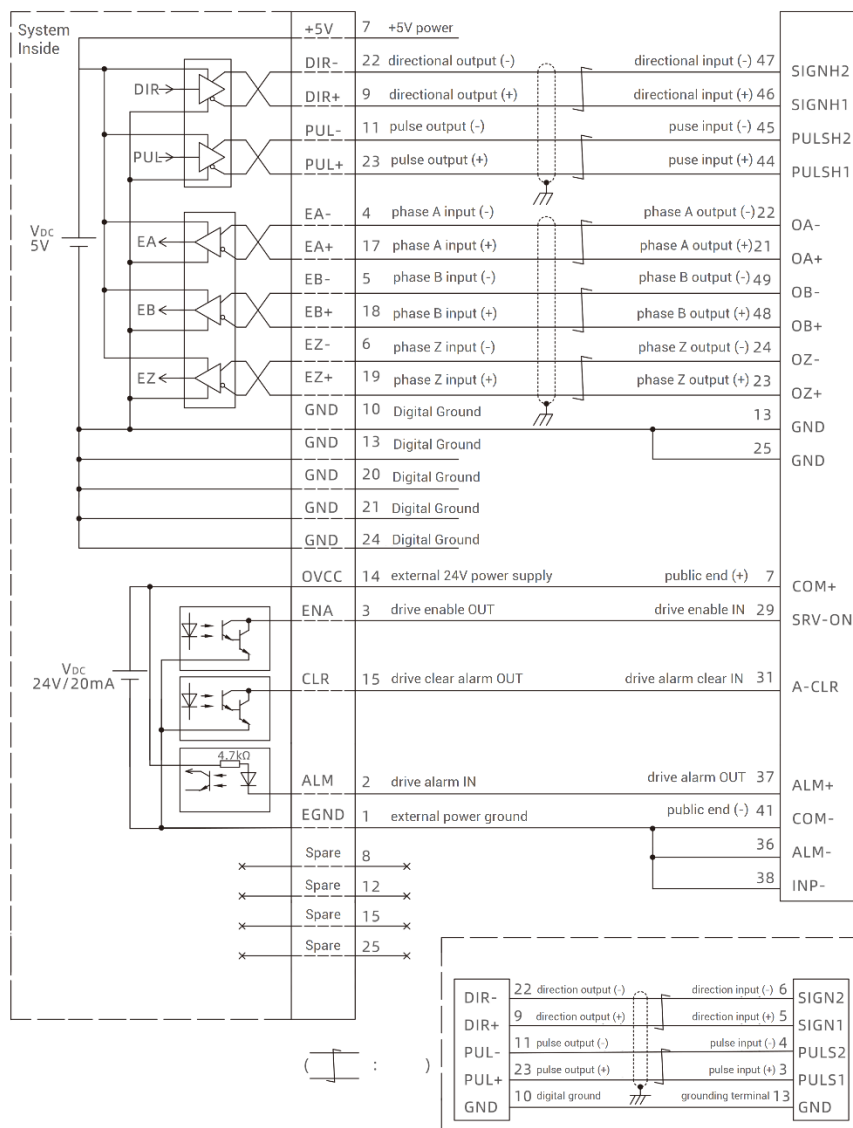 System
Inside
+5V 7 +5V power
DIR- 22 directional output (-) directional input (-) 47 SIGNH2
DIR
DIR+ 9 directional output (+) directional input (+) 46 SIGNH1
PUL- 11 pulse output (-) puse input (-) 45 PULSH2
PUL
PUL+ 23 pulse output (+) puse input (+) 44 PULSH1
EA- 4 phase A input (-) phase A output (-) 22 OA-
VDC
5V
EA
EA+ 17 phase A input (+) phase A output (+) 21 OA+
EB- 5 phase B input (-) phase B output (-) 49 OB-
EB
EB+ 18 phase B input (+) phase B output (+) 48 OB+
EZ- 6 phase Z input (-) phase Z output (-) 24 OZ-
EZ
EZ+ 19 phase Z input (+) phase Z output (+) 23 OZ+
GND 10 Digital Ground 13 GND
GND 13 Digital Ground 25 GND
GND 20 Digital Ground
GND 21 Digital Ground
GND 24 Digital Ground
OVCC 14 external 24V power supply public end (+) 7 COM+
ENA 3 drive enable OUT drive enable IN 29 SRV-ON
VDC
24V/20mA
CLR 15 drive clear alarm OUT drive alarm clear IN 31 A-CLR
4.7kΩ
ALM 2 drive alarm IN drive alarm OUT 37 ALM+
EGND 1 external power ground public end (-) 41 COM-
36 ALM-
38 INP-
Spare 8
Spare 12
Spare 15
Spare 25
DIR- 22 direction output (-) direction input (-) 6 SIGN2
DIR+ 9 direction output (+) direction input (+) 5 SIGN1
PUL- 11 pulse output (-) pulse input (-) 4 PULS2
PUL+ 23 pulse output (+) pulse input (+) 3 PULS1
GND 10 digital ground grounding terminal 13 GND
( : )